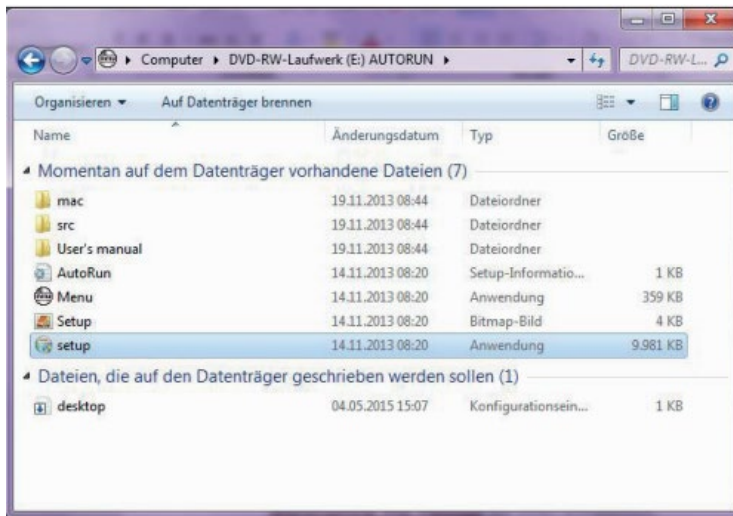 Computer ▸ DVD-RW-Laufwerk (E:) AUTORUN ▸ DVD-RW-L...
Organisieren Auf Datenträger brennen
Name Änderungsdatum Typ Größe
Momentan auf dem Datenträger vorhandene Dateien (7)
mac 19.11.2013 08:44 Dateiordner
src 19.11.2013 08:44 Dateiordner
User's manual 19.11.2013 08:44 Dateiordner
AutoRun 14.11.2013 08:20 Setup-Informatio... 1 KB
Menu 14.11.2013 08:20 Anwendung 359 KB
Setup 14.11.2013 08:20 Bitmap-Bild 4 KB
setup 14.11.2013 08:20 Anwendung 9.981 KB
Dateien, die auf den Datenträger geschrieben werden sollen (1)
desktop 04.05.2015 15:07 Konfigurationsein... 1 KB